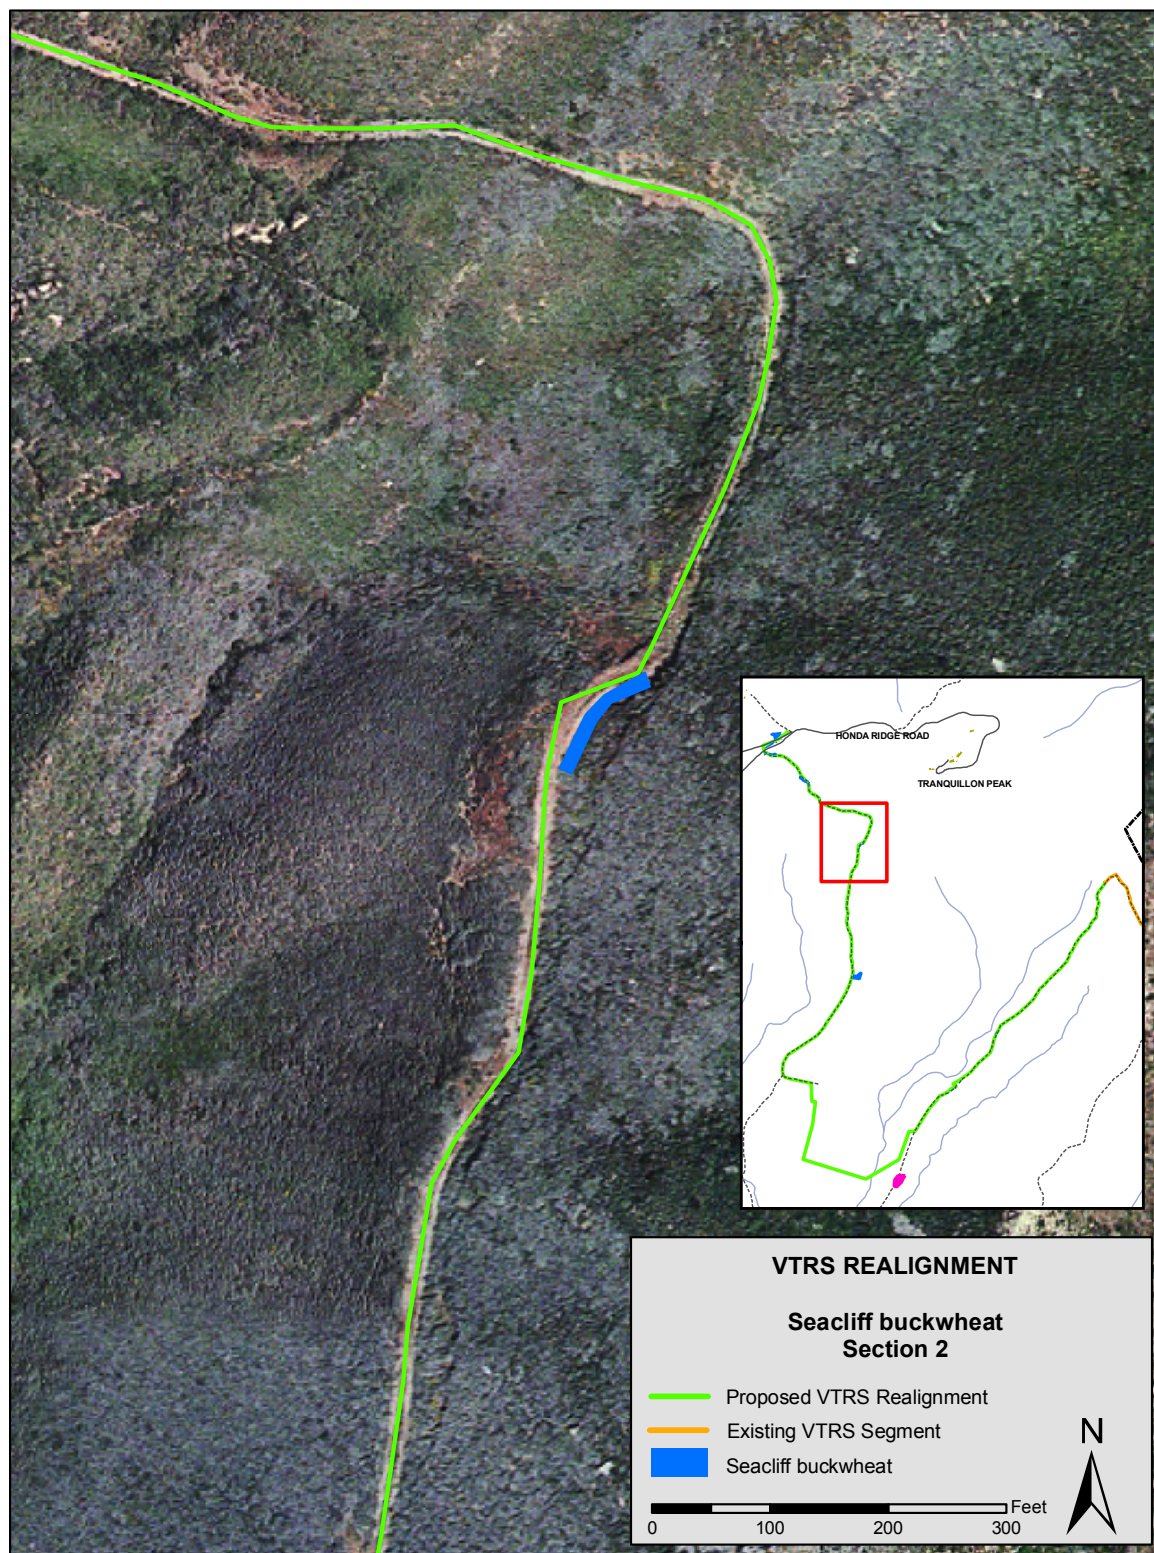 HONDA RIDGE ROAD
TRANQUILLON PEAK
VTRS REALIGNMENT
Seacliff buckwheat
Section 2
Proposed VTRS Realignment
Existing VTRS Segment
Seacliff buckwheat
N
Feet
0 100 200 300